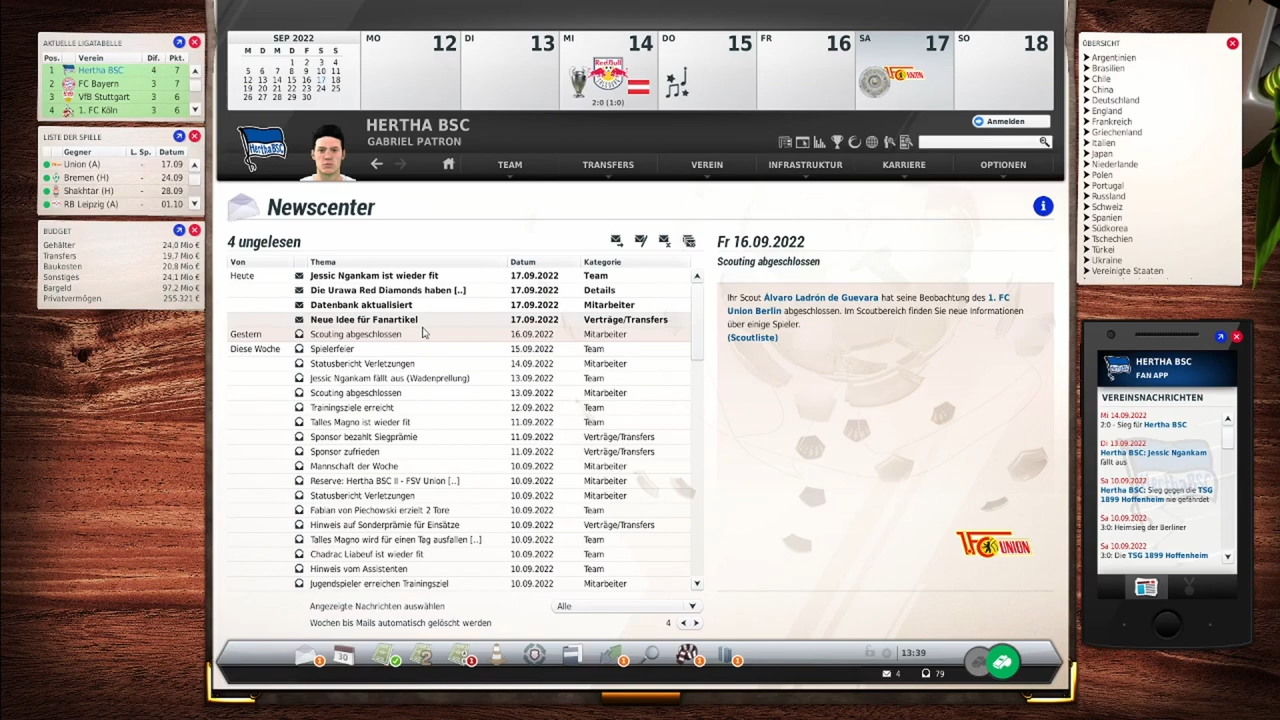 AKTUELLE LIGATABELLE
Pos. Verein Dif. Pkt.
1 Hertha BSC 4 7
2 FC Bayern 3 7
3 VfB Stuttgart 3 6
4 1. FC Köln 3 6
LISTE DER SPIELE
Gegner L. Sp. Datum
Union (A) - 17.09
Bremen (H) - 24.09
Shakhtar (H) - 28.09
RB Leipzig (A) - 01.10
BUDGET
Gehälter 24,0 Mio €
Transfers 19,7 Mio €
Baukosten 20,8 Mio €
Sonstiges 24,1 Mio €
Bargeld 97,2 Mio €
Privatvermögen 255.321 €
SEP 2022
M D M D F S S
1 2 3 4
5 6 7 8 9 10 11
12 13 14 15 16 17 18
19 20 21 22 23 24 25
26 27 28 29 30
MO 12
DI 13
MI 14
RedBull
2:0 (1:0)
DO 15
FR 16
SA 17
SO 18
Hertha BSC
HERTHA BSC
GABRIEL PATRON
Anmelden
TEAM TRANSFERS VEREIN INFRASTRUKTUR KARRIERE OPTIONEN
Newscenter
4 ungelesen
Von Thema Datum Kategorie
Heute Jessic Ngankam ist wieder fit 17.09.2022 Team
Die Urawa Red Diamonds haben [..] 17.09.2022 Details
Datenbank aktualisiert 17.09.2022 Mitarbeiter
Neue Idee für Fanartikel 17.09.2022 Verträge/Transfers
Gestern Scouting abgeschlossen 16.09.2022 Mitarbeiter
Diese Woche Spielerfeier 15.09.2022 Team
Statusbericht Verletzungen 14.09.2022 Mitarbeiter
Jessic Ngankam fällt aus (Wadenprellung) 13.09.2022 Team
Scouting abgeschlossen 13.09.2022 Mitarbeiter
Trainingsziele erreicht 12.09.2022 Team
Talles Magno ist wieder fit 11.09.2022 Team
Sponsor bezahlt Siegprämie 11.09.2022 Verträge/Transfers
Sponsor zufrieden 11.09.2022 Verträge/Transfers
Mannschaft der Woche 10.09.2022 Mitarbeiter
Reserve: Hertha BSC II - FSV Union [..] 10.09.2022 Mitarbeiter
Statusbericht Verletzungen 10.09.2022 Mitarbeiter
Fabian von Piechowski erzielt 2 Tore 10.09.2022 Team
Hinweis auf Sonderprämie für Einsätze 10.09.2022 Verträge/Transfers
Talles Magno wird für einen Tag ausfallen [..] 10.09.2022 Team
Chadrac Liabeuf ist wieder fit 10.09.2022 Team
Hinweis vom Assistenten 10.09.2022 Team
Jugendspieler erreichen Trainingsziel 10.09.2022 Mitarbeiter
Angezeigte Nachrichten auswählen Alle
Wochen bis Mails automatisch gelöscht werden 4
Fr 16.09.2022
Scouting abgeschlossen
Ihr Scout Álvaro Ladrón de Guevara hat seine Beobachtung des 1. FC
Union Berlin abgeschlossen. Im Scoutbereich finden Sie neue Informationen
über einige Spieler.
(Scoutliste)
1FC UNION
1 30 2 1 1 1 1
13:39
4 79
ÜBERSICHT
Argentinien
Brasilien
Chile
China
Deutschland
England
Frankreich
Griechenland
Italien
Japan
Niederlande
Polen
Portugal
Russland
Schweiz
Spanien
Südkorea
Tschechien
Türkei
Ukraine
Vereinigte Staaten
HERTHA BSC
FAN APP
VEREINSNACHRICHTEN
Mi 14.09.2022
2:0 - Sieg für Hertha BSC
Di 13.09.2022
Hertha BSC: Jessic Ngankam
fällt aus
Sa 10.09.2022
Hertha BSC: Sieg gegen die TSG
1899 Hoffenheim nie gefährdet
Sa 10.09.2022
3:0: Heimsieg der Berliner
Sa 10.09.2022
3:0: Die TSG 1899 Hoffenheim